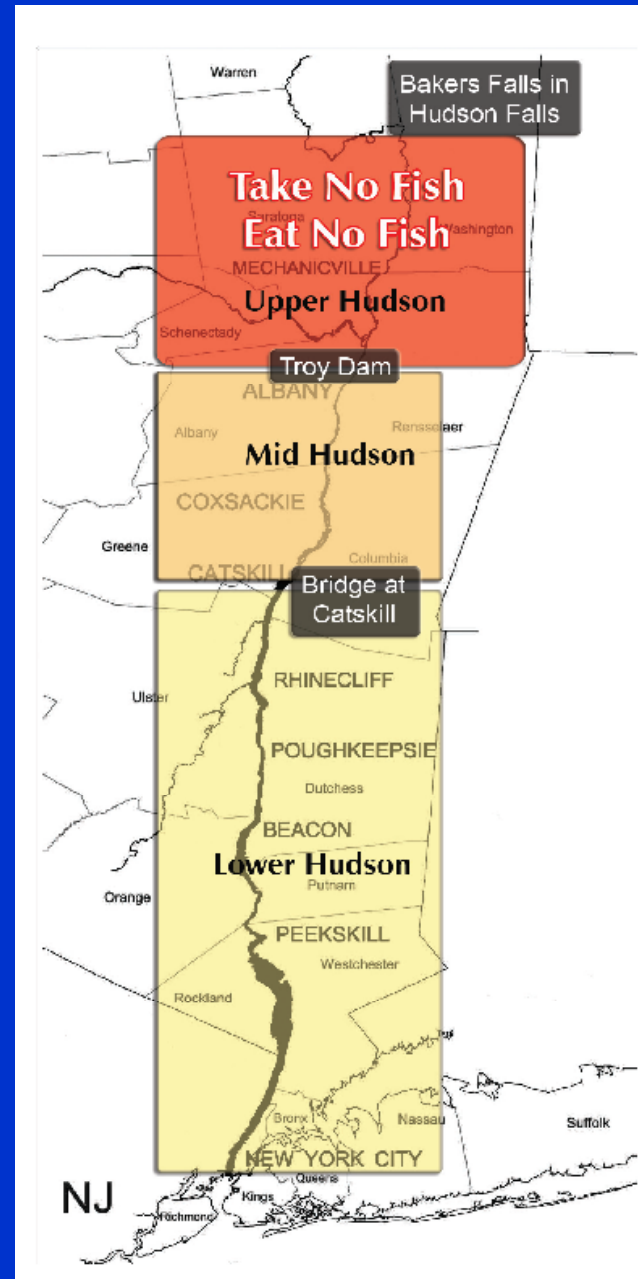 Warren
Bakers Falls in
Hudson Falls
Take No Fish
Saratoga
Eat No Fish
Washington
MECHANICVILLE
Upper Hudson
Schenectady
Troy Dam
ALBANY
Albany
Rensselaer
Mid Hudson
COXSACKIE
Greene
Columbia
CATSKILL
Bridge at
Catskill
RHINECLIFF
Ulster
POUGHKEEPSIE
Dutchess
BEACON
Lower Hudson
Putnam
Orange
PEEKSKILL
Westchester
Rockland
Bronx
Nassau
Suffolk
NEW YORK CITY
Queens
Kings
NJ
Richmond